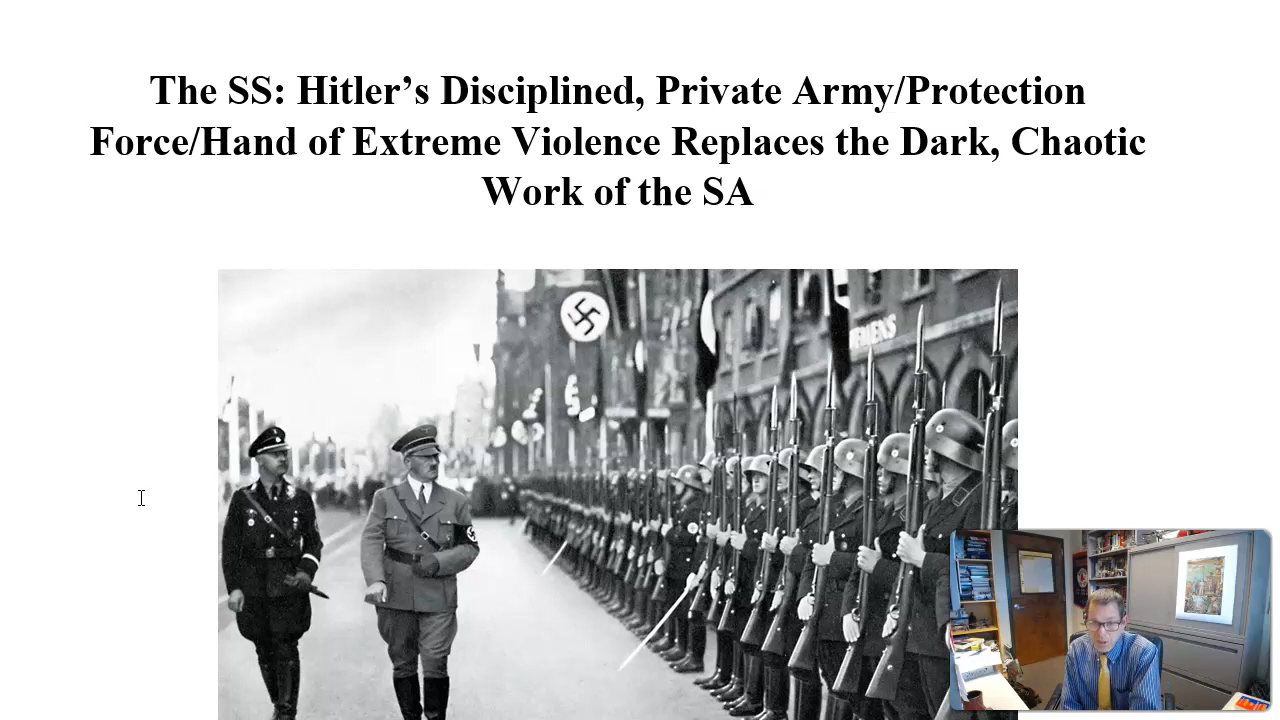 The SS: Hitler’s Disciplined, Private Army/Protection
Force/Hand of Extreme Violence Replaces the Dark, Chaotic
Work of the SA